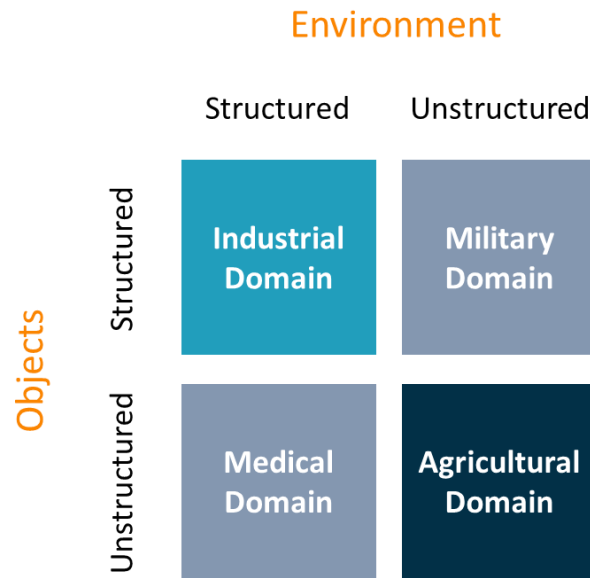 Environment
Structured
Unstructured
Objects
Structured
Industrial
Domain
Military
Domain
Unstructured
Medical
Domain
Agricultural
Domain